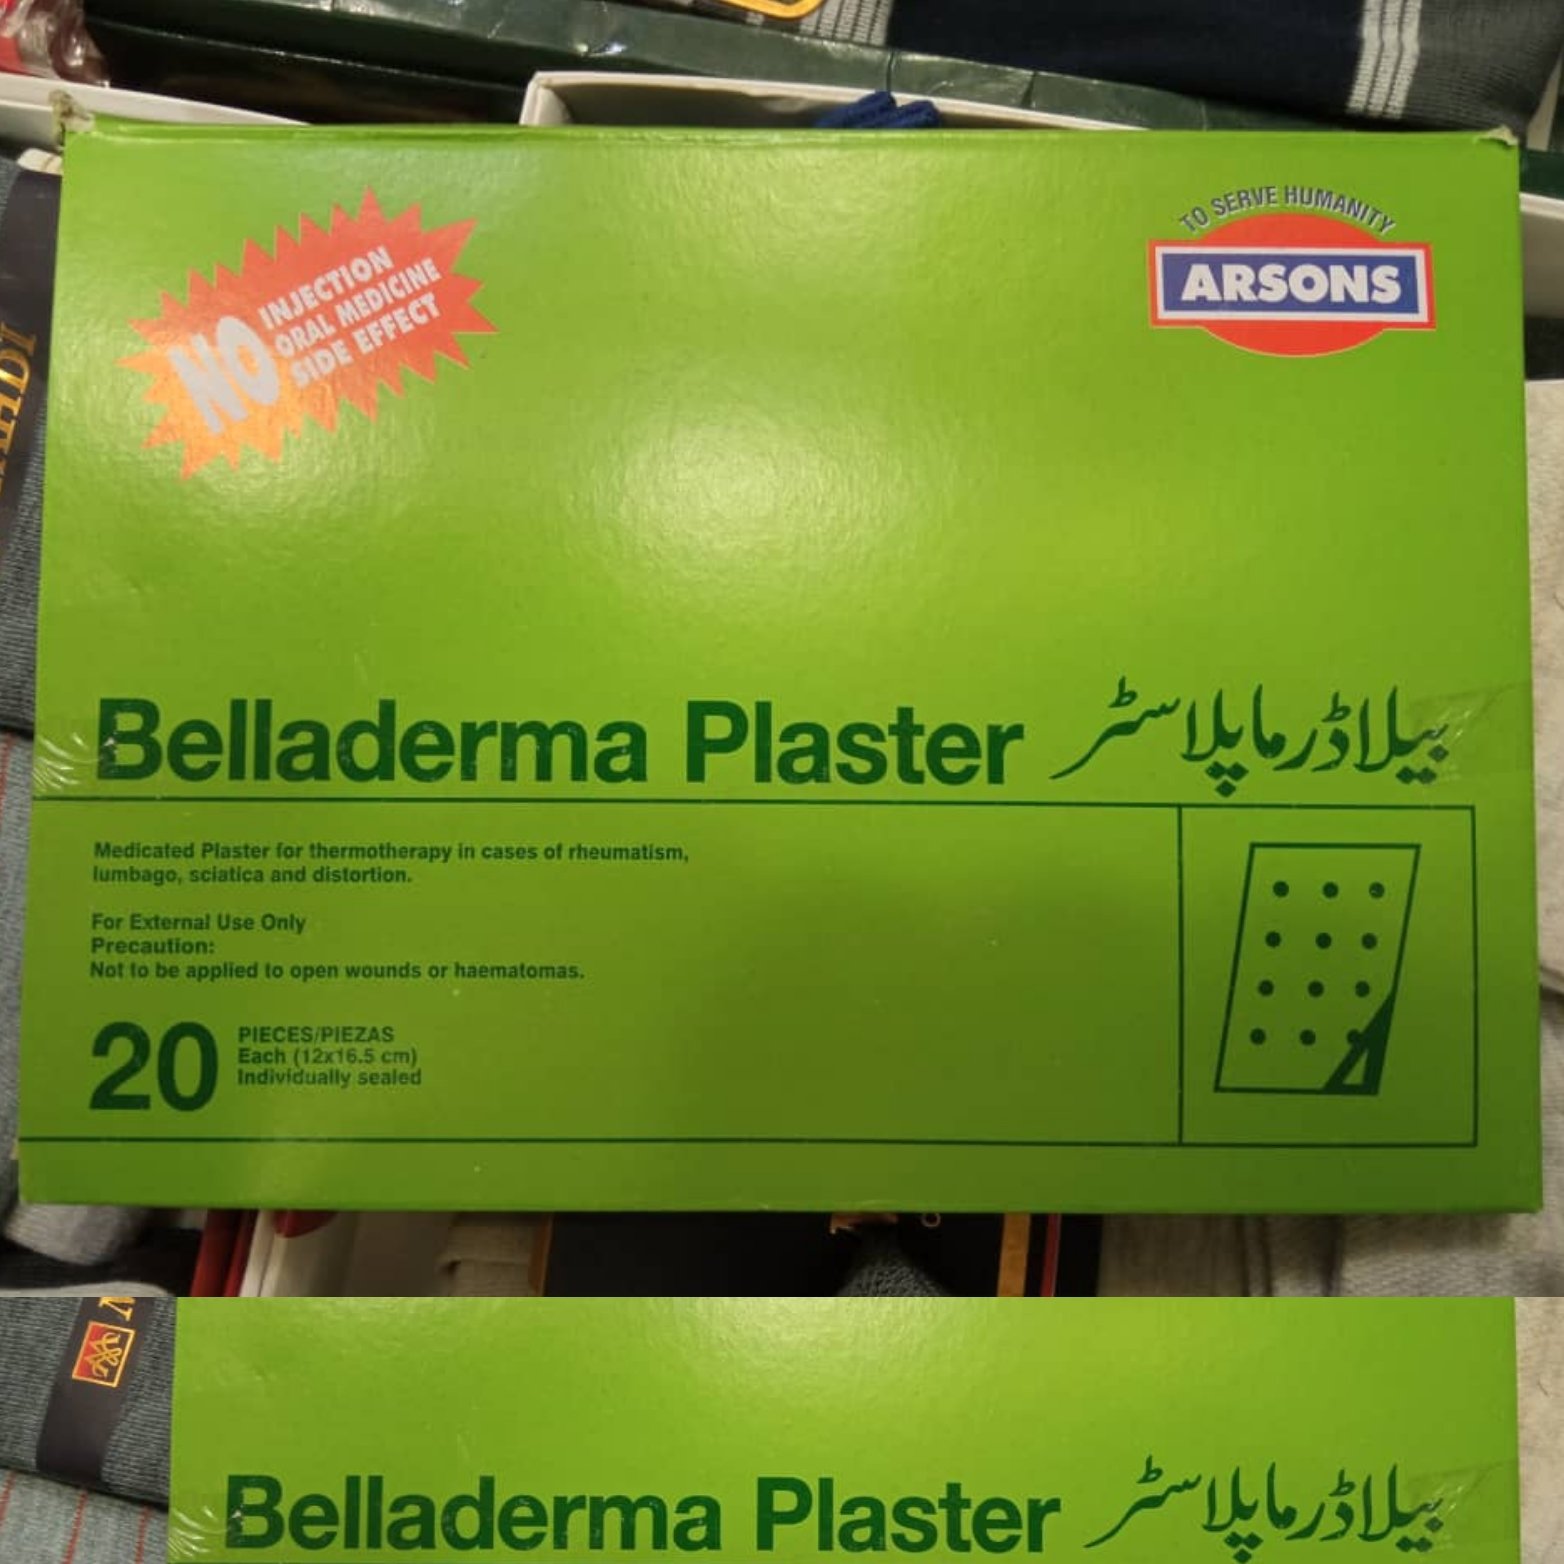 TO SERVE HUMANITY
ARSONS
NO
INJECTION
ORAL MEDICINE
SIDE EFFECT
Belladerma Plaster بیلاڈرما پلاسٹر
Medicated Plaster for thermotherapy in cases of rheumatism,
lumbago, sciatica and distortion.
For External Use Only
Precaution:
Not to be applied to open wounds or haematomas.
20
PIECES/PIEZAS
Each (12x16.5 cm)
Individually sealed
Belladerma Plaster بیلاڈرما پلاسٹر